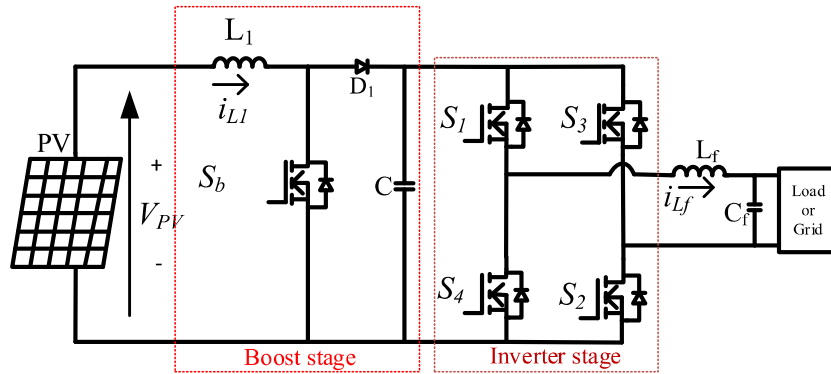 L1
D1
iL1
S1
S3
PV
+
Sb
VPV
-
C
Lf
iLf
Cf
Load
or
Grid
S4
S2
Boost stage
Inverter stage